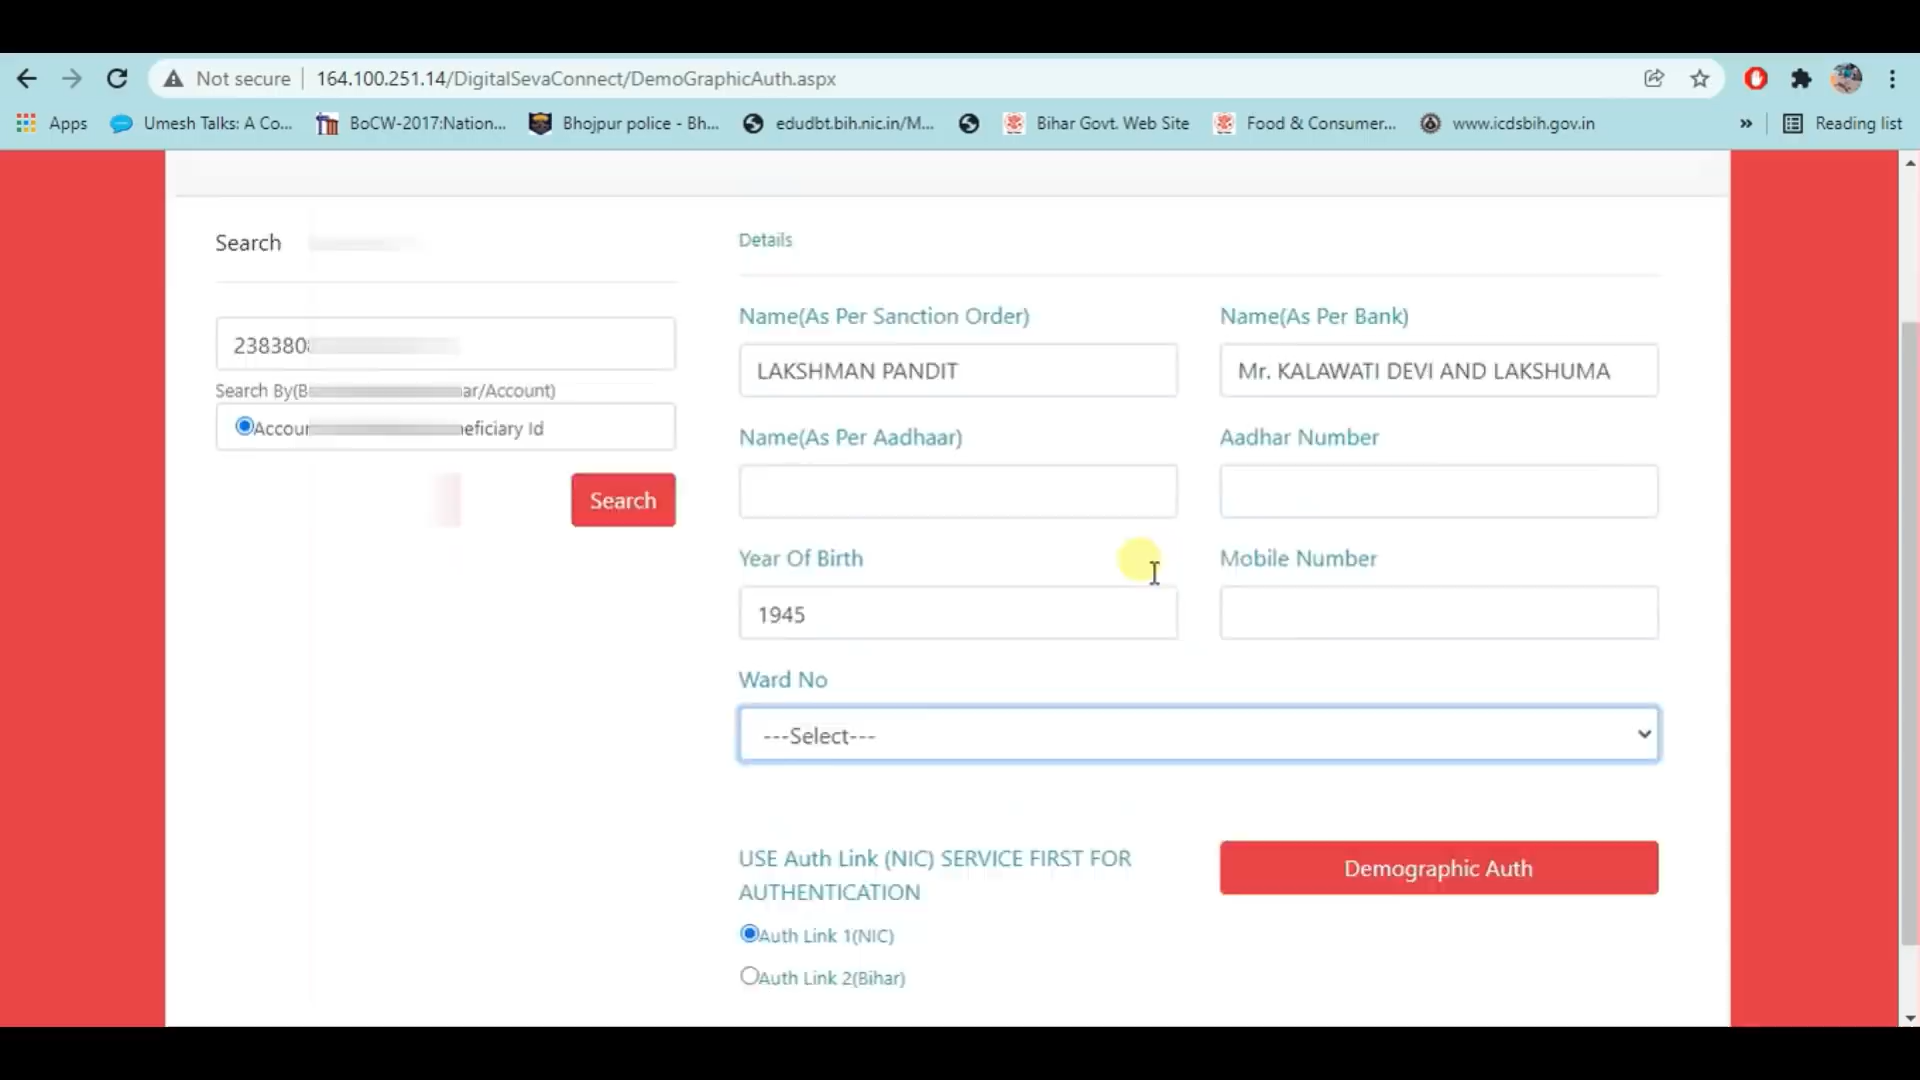 Not secure 164.100.251.14/DigitalSevaConnect/DemoGraphicAuth.aspx
Apps Umesh Talks: A Co... BoCW-2017:Nation... Bhojpur police - Bh... edudbt.bih.nic.in/M... Bihar Govt. Web Site Food & Consumer... www.icdsbih.gov.in » Reading list
Search
Details
Name(As Per Sanction Order) Name(As Per Bank)
238380
LAKSHMAN PANDIT Mr. KALAWATI DEVI AND LAKSHUMA
Search By(B ar/Account)
Accou eficiary Id
Name(As Per Aadhaar) Aadhar Number
Search
Year Of Birth Mobile Number
1945
Ward No
---Select---
USE Auth Link (NIC) SERVICE FIRST FOR
AUTHENTICATION
Demographic Auth
Auth Link 1(NIC)
Auth Link 2(Bihar)